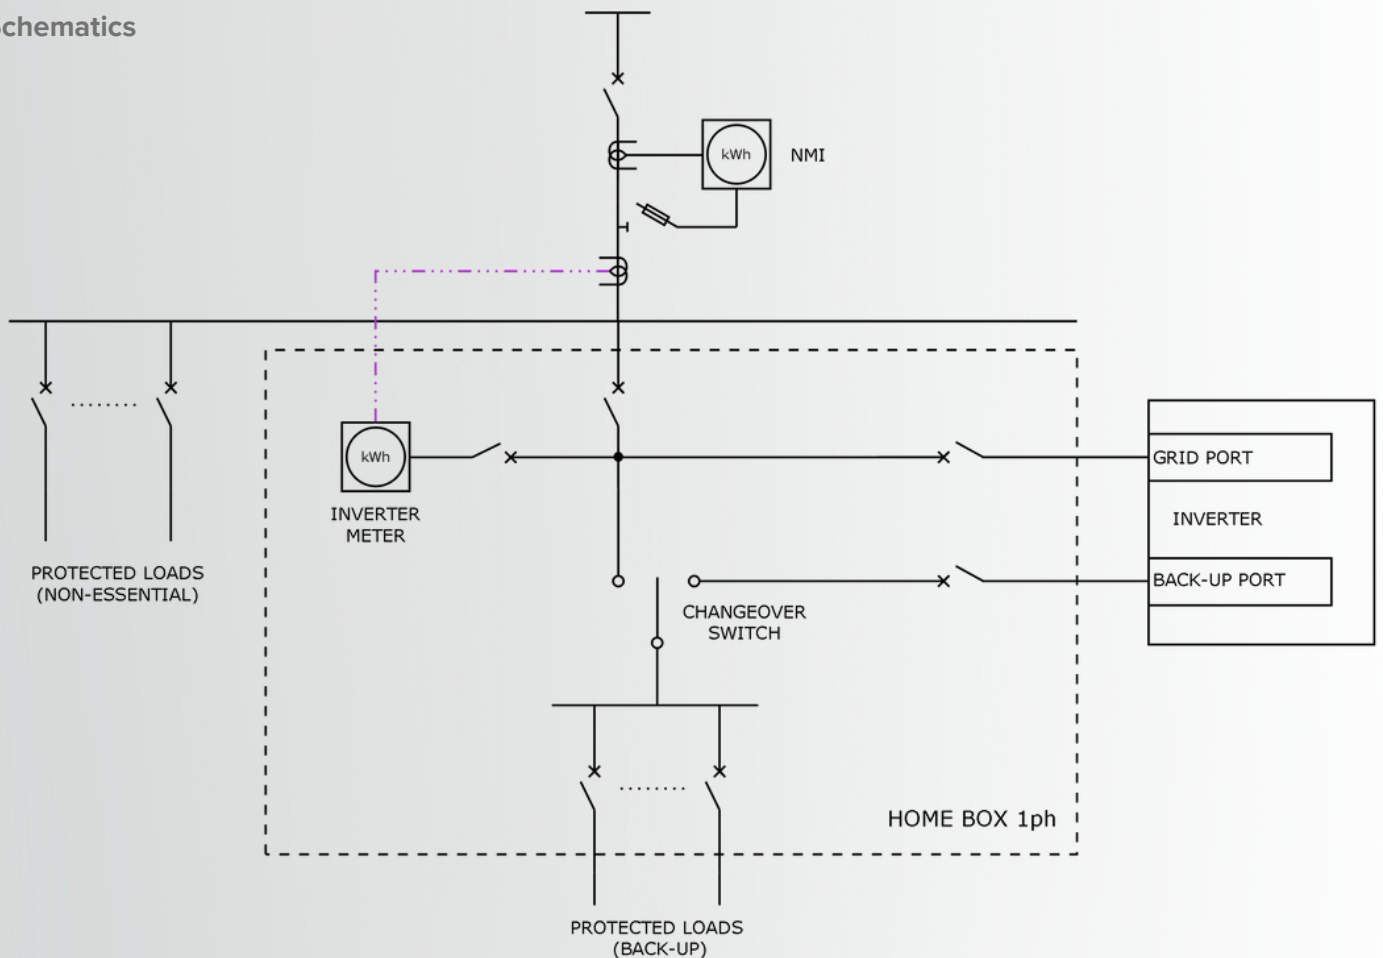 chematics
kWh
NMI
kWh
INVERTER
METER
GRID PORT
INVERTER
BACK-UP PORT
PROTECTED LOADS
(NON-ESSENTIAL)
CHANGEOVER
SWITCH
HOME BOX 1ph
PROTECTED LOADS
(BACK-UP)